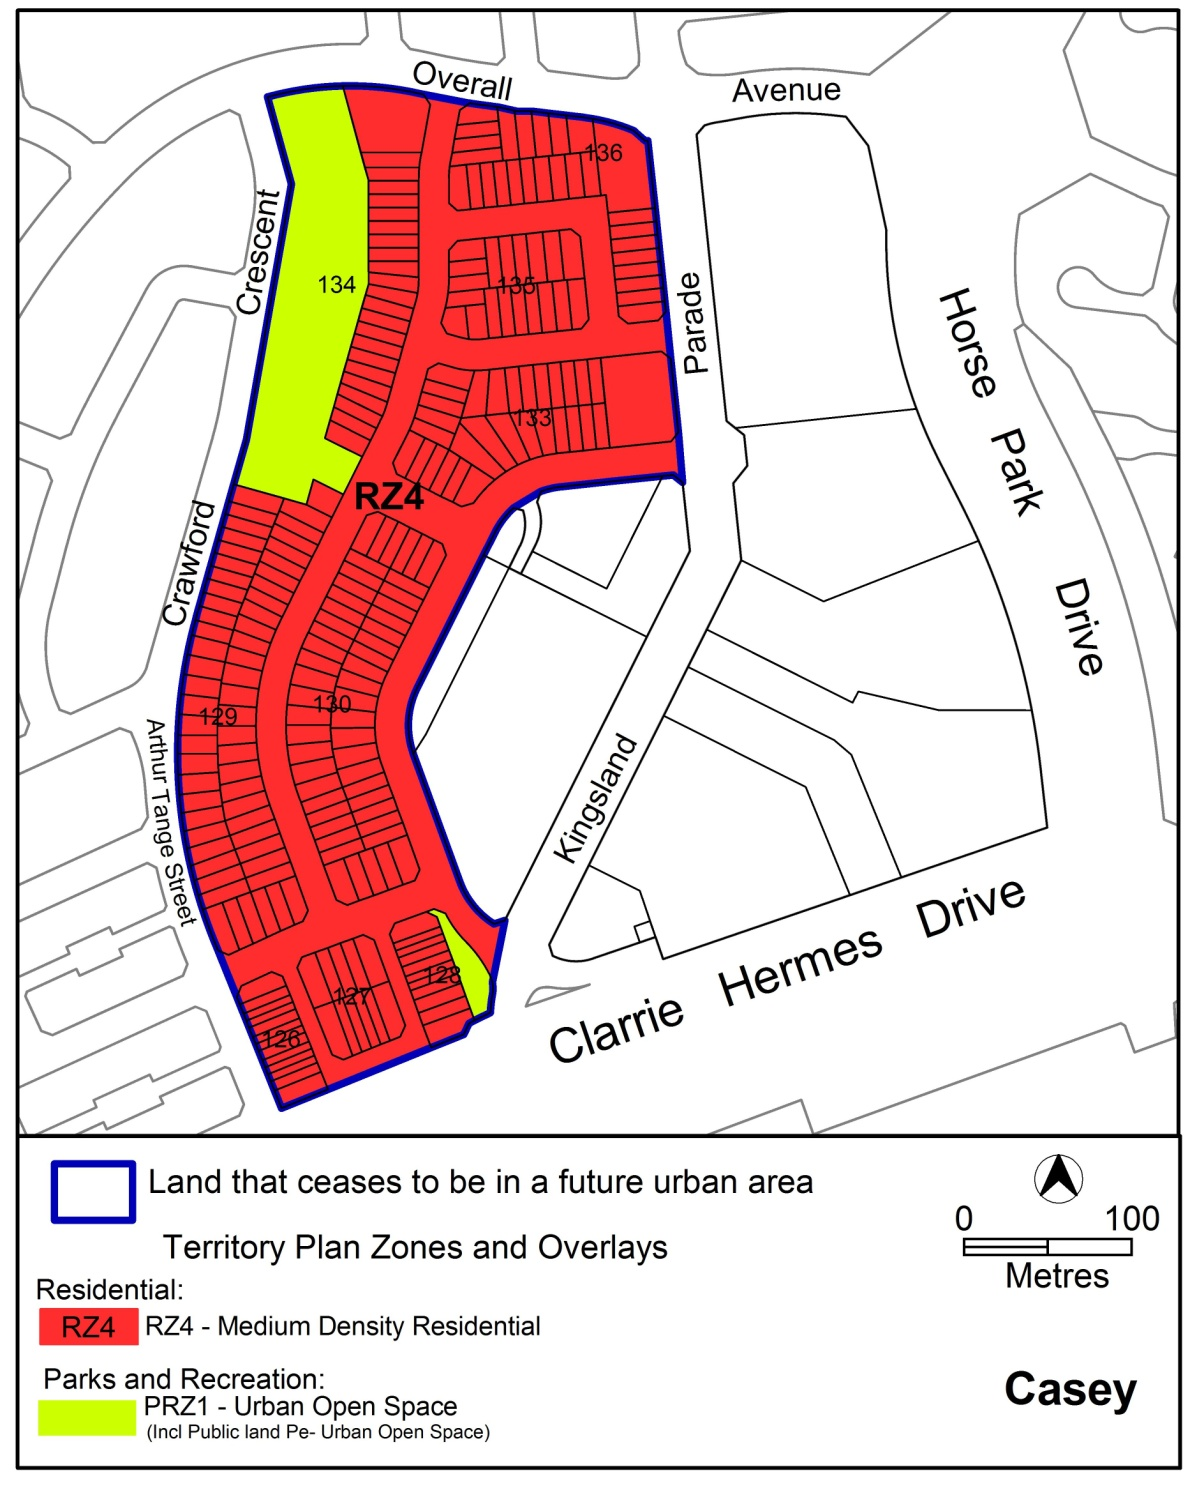 Overall
Avenue
136
Crescent
134
135
Parade
Horse
Park
Drive
133
RZ4
Crawford
129
130
Arthur Tange Street
Kingsland
128
127
126
Clarrie Hermes Drive
Land that ceases to be in a future urban area
Territory Plan Zones and Overlays
0 100
Metres
Residential:
RZ4 RZ4 - Medium Density Residential
Parks and Recreation:
PRZ1 - Urban Open Space
(Incl Public land Pe- Urban Open Space)
Casey